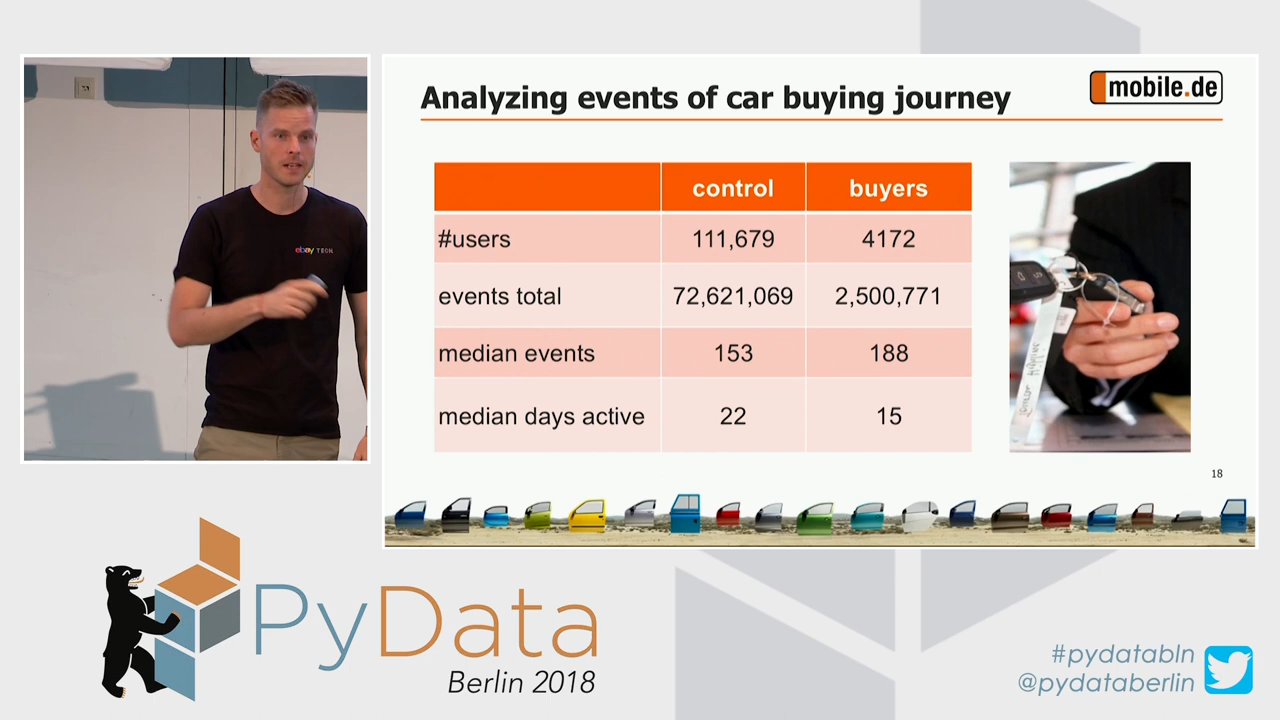 ebay TECH
Analyzing events of car buying journey
mobile.de
control buyers
#users 111,679 4172
events total 72,621,069 2,500,771
median events 153 188
median days active 22 15
18
PyData
Berlin 2018
#pydatabln
@pydataberlin